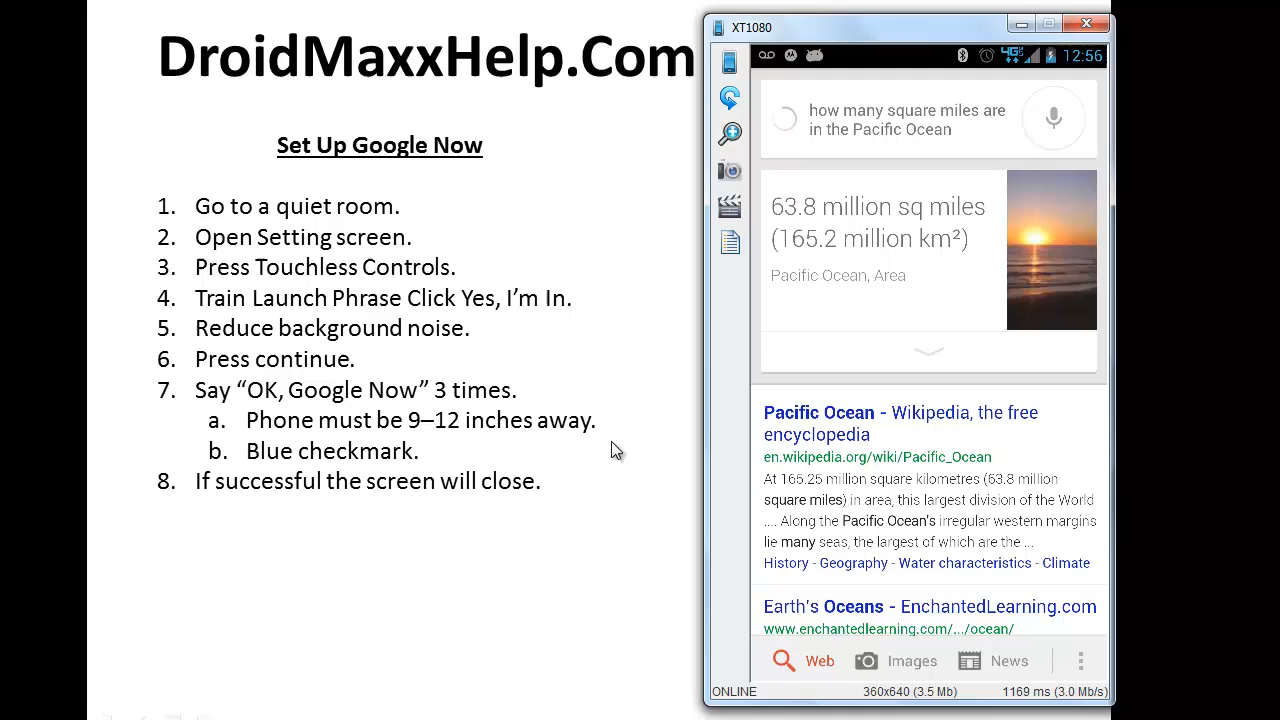 DroidMaxxHelp.Com
Set Up Google Now
1. Go to a quiet room.
2. Open Setting screen.
3. Press Touchless Controls.
4. Train Launch Phrase Click Yes, I’m In.
5. Reduce background noise.
6. Press continue.
7. Say “OK, Google Now” 3 times.
a. Phone must be 9–12 inches away.
b. Blue checkmark.
8. If successful the screen will close.
XT1080
4G 12:56
how many square miles are
in the Pacific Ocean
63.8 million sq miles
(165.2 million km²)
Pacific Ocean, Area
Pacific Ocean - Wikipedia, the free
encyclopedia
en.wikipedia.org/wiki/Pacific_Ocean
At 165.25 million square kilometres (63.8 million
square miles) in area, this largest division of the World
.... Along the Pacific Ocean's irregular western margins
lie many seas, the largest of which are the ...
History - Geography - Water characteristics - Climate
Earth's Oceans - EnchantedLearning.com
www.enchantedlearning.com/.../ocean/
Web Images News
ONLINE 360x640 (3.5 Mb) 1169 ms (3.0 Mb/s)